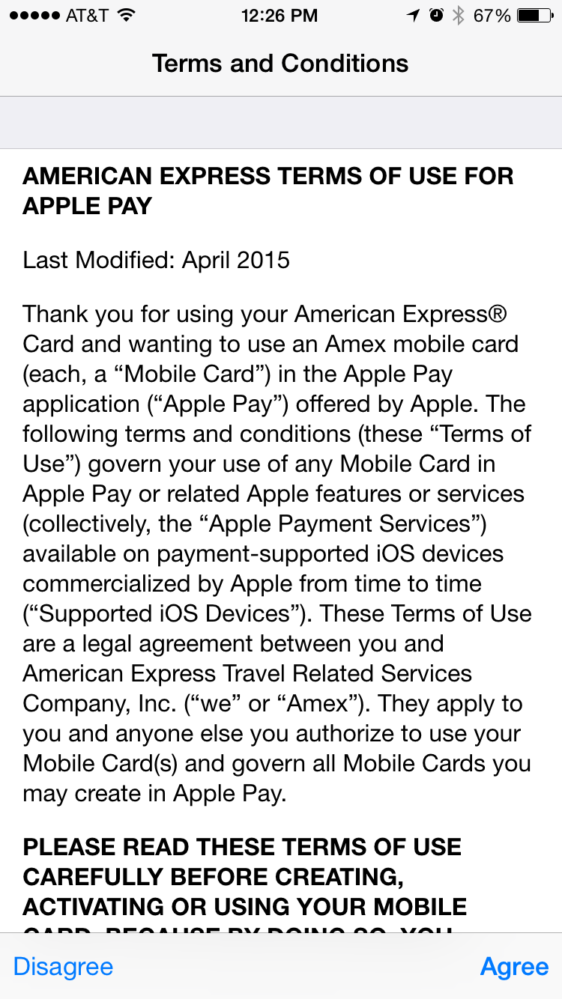 AT&T 12:26 PM 67%
Terms and Conditions
AMERICAN EXPRESS TERMS OF USE FOR
APPLE PAY
Last Modified: April 2015
Thank you for using your American Express®
Card and wanting to use an Amex mobile card
(each, a “Mobile Card”) in the Apple Pay
application (“Apple Pay”) offered by Apple. The
following terms and conditions (these “Terms of
Use”) govern your use of any Mobile Card in
Apple Pay or related Apple features or services
(collectively, the “Apple Payment Services”)
available on payment-supported iOS devices
commercialized by Apple from time to time
(“Supported iOS Devices”). These Terms of Use
are a legal agreement between you and
American Express Travel Related Services
Company, Inc. (“we” or “Amex”). They apply to
you and anyone else you authorize to use your
Mobile Card(s) and govern all Mobile Cards you
may create in Apple Pay.
PLEASE READ THESE TERMS OF USE
CAREFULLY BEFORE CREATING,
ACTIVATING OR USING YOUR MOBILE
CARD, BECAUSE BY DOING SO, YOU
Disagree Agree